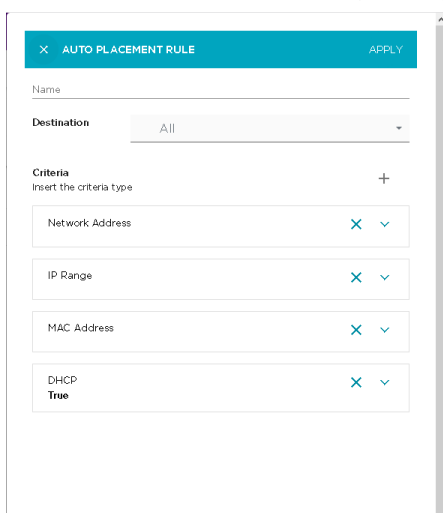 AUTO PLACEMENT RULE APPLY
Name
Destination All
Criteria
Insert the criteria type
Network Address
IP Range
MAC Address
DHCP
True